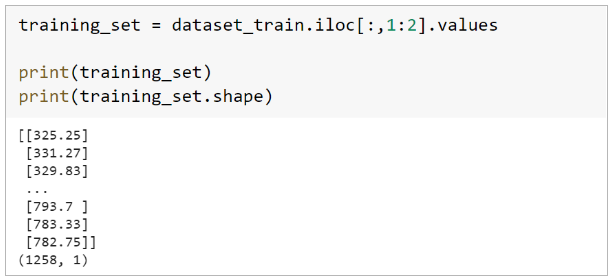 training_set = dataset_train.iloc[:,1:2].values
print(training_set)
print(training_set.shape)
[[325.25]
 [331.27]
 [329.83]
 ...
 [793.7 ]
 [783.33]
 [782.75]]
(1258, 1)